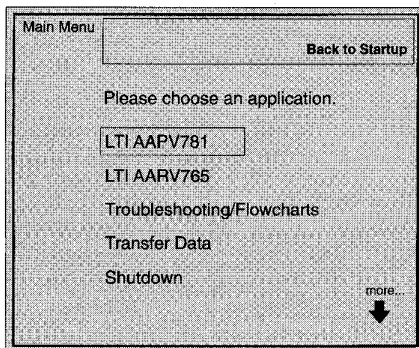 Main Menu
Back to Startup
Please choose an application.
LTI AAPV781
LTI AARV765
Troubleshooting/Flowcharts
Transfer Data
Shutdown
more...